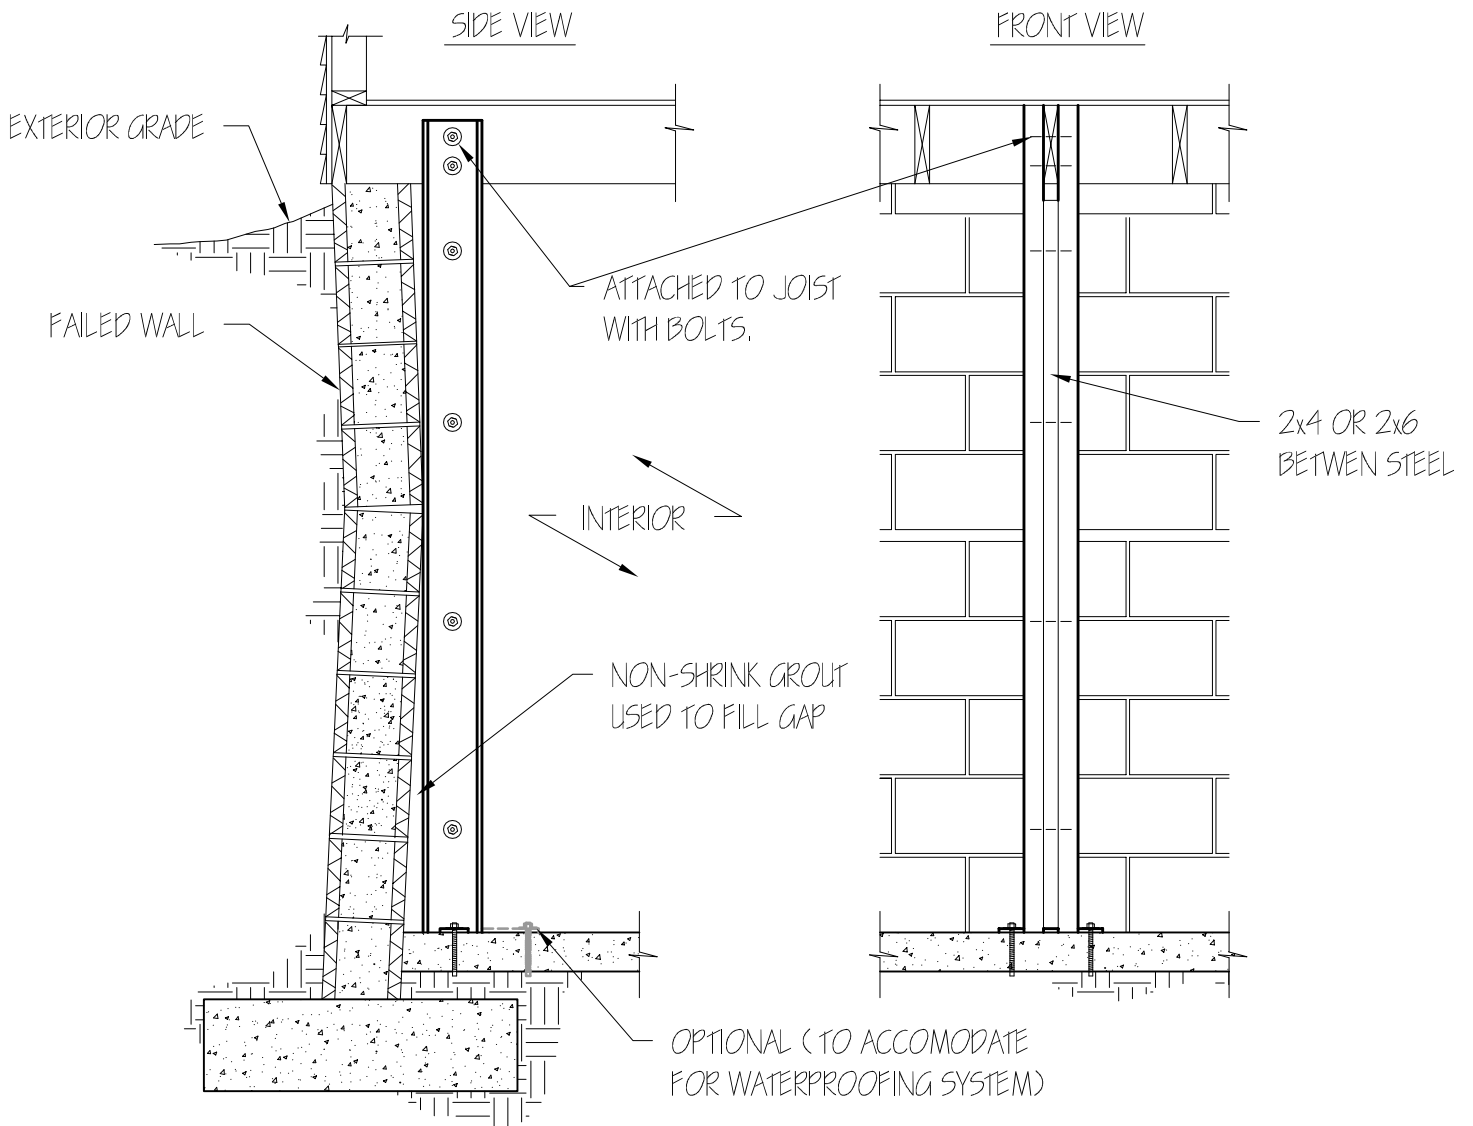 SIDE VIEW
FRONT VIEW
EXTERIOR GRADE
FAILED WALL
ATTACHED TO JOIST
WITH BOLTS.
2x4 OR 2x6
BETWEN STEEL
INTERIOR
NON-SHRINK GROUT
USED TO FILL GAP
OPTIONAL (TO ACCOMODATE
FOR WATERPROOFING SYSTEM)